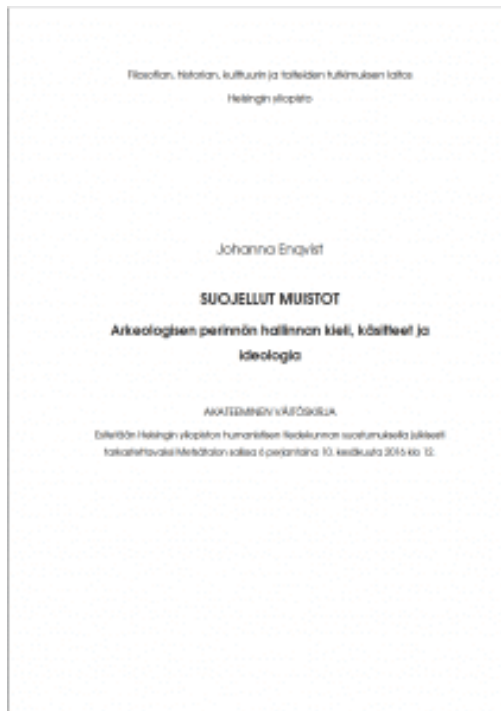 Filosofian, historian, kulttuurin ja taiteiden tutkimuksen laitos
Helsingin yliopisto
Johanna Enqvist
SUOJELLUT MUISTOT
Arkeologisen perinnön hallinnan kieli, käsitteet ja
ideologia
AKATEEMINEN VÄITÖSKIRJA
Esitetään Helsingin yliopiston humanistisen tiedekunnan suostumuksella julkisesti
tarkastettavaksi Metsätalon salissa 6 perjantaina 10. kesäkuuta 2016 klo 12.